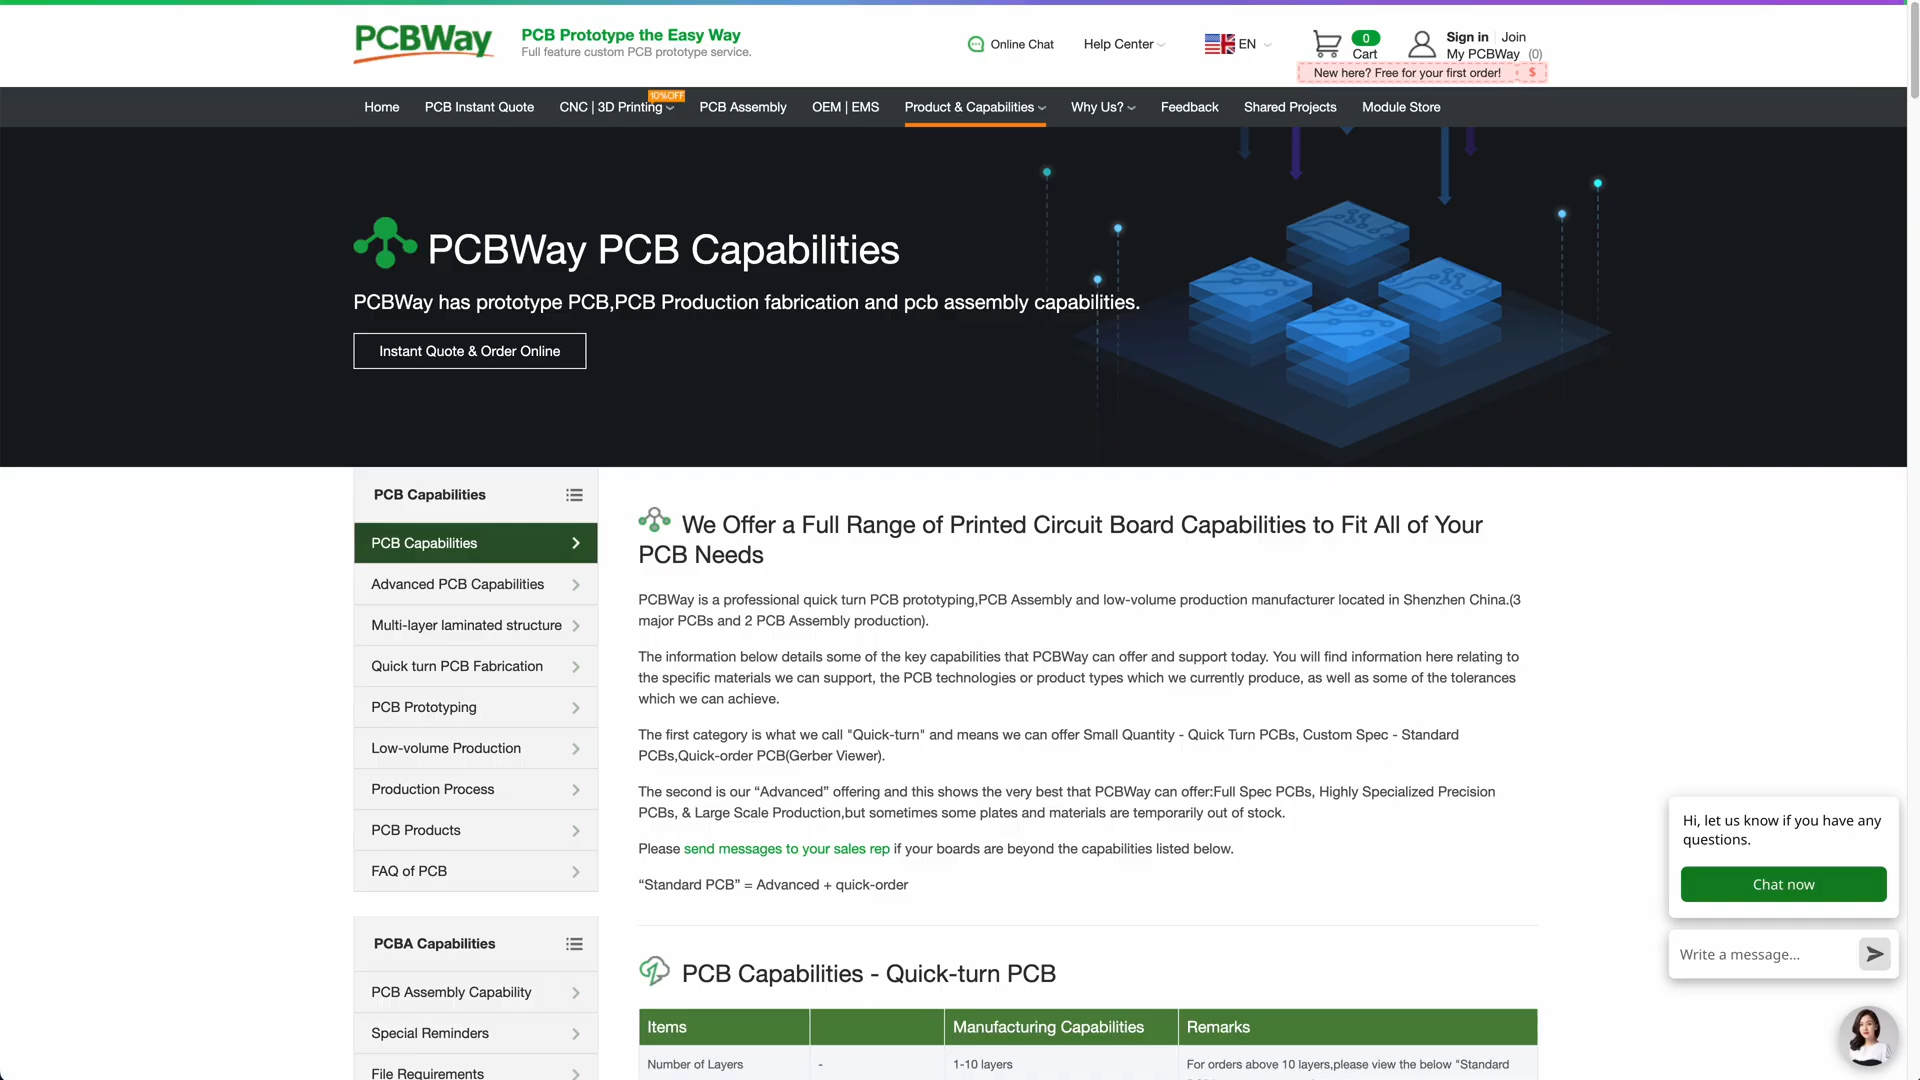 PCBWay
PCB Prototype the Easy Way
Full feature custom PCB prototype service.
Online Chat
Help Center
EN
0
Cart
Sign in
Join
My PCBWay (0)
New here? Free for your first order!
$
Home
PCB Instant Quote
CNC | 3D Printing
10%OFF
PCB Assembly
OEM | EMS
Product & Capabilities
Why Us?
Feedback
Shared Projects
Module Store
PCBWay PCB Capabilities
PCBWay has prototype PCB,PCB Production fabrication and pcb assembly capabilities.
Instant Quote & Order Online
PCB Capabilities
PCB Capabilities
Advanced PCB Capabilities
Multi-layer laminated structure
Quick turn PCB Fabrication
PCB Prototyping
Low-volume Production
Production Process
PCB Products
FAQ of PCB
PCBA Capabilities
PCB Assembly Capability
Special Reminders
File Requirements
We Offer a Full Range of Printed Circuit Board Capabilities to Fit All of Your
PCB Needs
PCBWay is a professional quick turn PCB prototyping,PCB Assembly and low-volume production manufacturer located in Shenzhen China.(3
major PCBs and 2 PCB Assembly production).
The information below details some of the key capabilities that PCBWay can offer and support today. You will find information here relating to
the specific materials we can support, the PCB technologies or product types which we currently produce, as well as some of the tolerances
which we can achieve.
The first category is what we call "Quick-turn" and means we can offer Small Quantity - Quick Turn PCBs, Custom Spec - Standard
PCBs,Quick-order PCB(Gerber Viewer).
The second is our “Advanced” offering and this shows the very best that PCBWay can offer:Full Spec PCBs, Highly Specialized Precision
PCBs, & Large Scale Production,but sometimes some plates and materials are temporarily out of stock.
Please send messages to your sales rep if your boards are beyond the capabilities listed below.
“Standard PCB” = Advanced + quick-order
PCB Capabilities - Quick-turn PCB
Items
Manufacturing Capabilities
Remarks
Number of Layers
-
1-10 layers
For orders above 10 layers,please view the below "Standard
Hi, let us know if you have any
questions.
Chat now
Write a message...